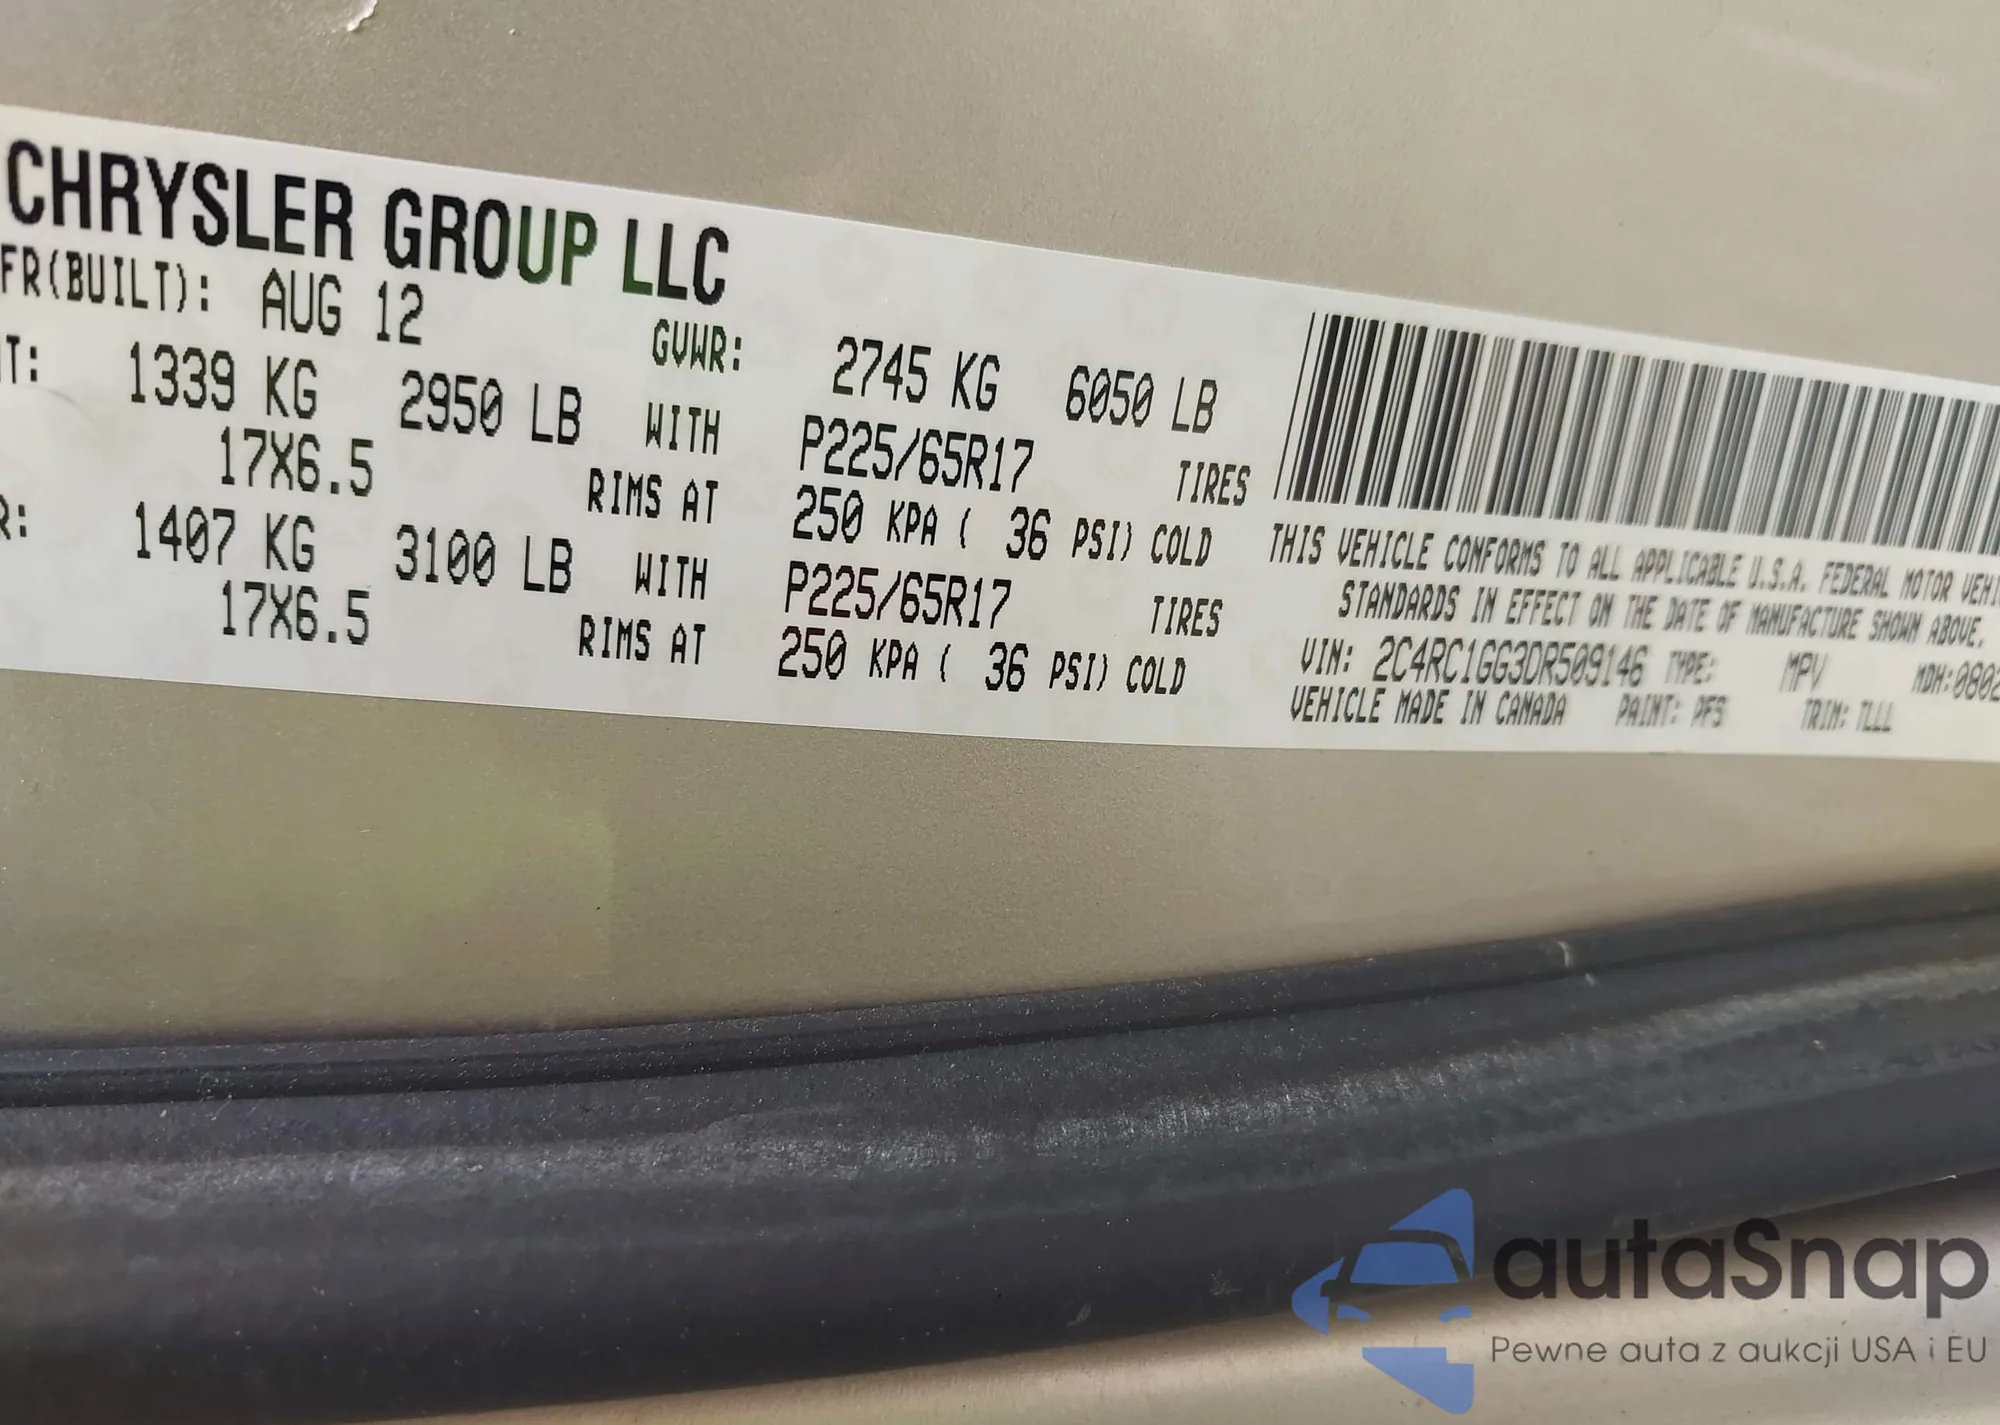 CHRYSLER GROUP LLC
FR(BUILT): AUG 12 GVWR: 2745 KG 6050 LB
NT: 1339 KG 2950 LB WITH P225/65R17 TIRES
17X6.5 RIMS AT 250 KPA ( 36 PSI) COLD
R: 1407 KG 3100 LB WITH P225/65R17 TIRES
17X6.5 RIMS AT 250 KPA ( 36 PSI) COLD
THIS VEHICLE CONFORMS TO ALL APPLICABLE U.S.A. FEDERAL MOTOR VEHI
STANDARDS IN EFFECT ON THE DATE OF MANUFACTURE SHOWN ABOVE.
VIN: 2C4RC1GG3DR509146 TYPE: MPV MDH:0802
VEHICLE MADE IN CANADA PAINT: PFS TRIM: TLLL
autaSnap
Pewne auta z aukcji USA i EU